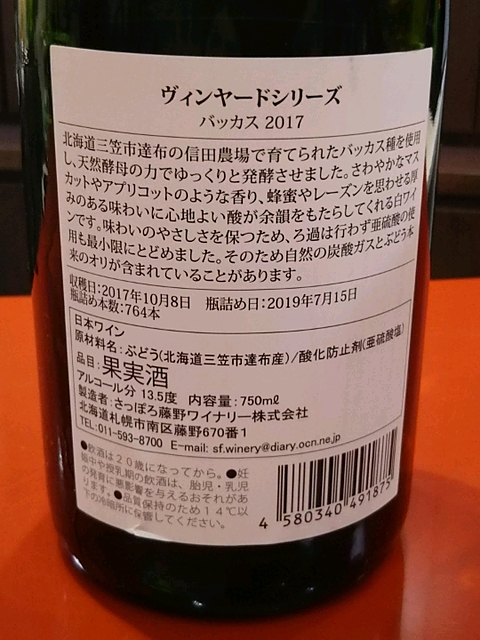 ヴィンヤードシリーズ
バッカス 2017
北海道三笠市達布の信田農場で育てられたバッカス種を使用
し、天然酵母の力でゆっくりと発酵させました。さわやかなマス
カットやアプリコットのような香り、蜂蜜やレーズンを思わせる厚
みのある味わいに心地よい酸が余韻をもたらしてくれる白ワイ
ンです。味わいのやさしさを保つため、ろ過は行わず亜硫酸の使
用も最小限にとどめました。そのため自然の炭酸ガスとぶどう本
来のオリが含まれていることがあります。
収穫日:2017年10月8日 瓶詰め日:2019年7月15日
瓶詰め本数:764本
日本ワイン
原材料名:ぶどう(北海道三笠市達布産)/酸化防止剤(亜硫酸塩)
品目:果実酒
アルコール分 13.5度 内容量:750mℓ
製造者:さっぽろ藤野ワイナリー株式会社
北海道札幌市南区藤野670番1
TEL:011-593-8700 E-mail: sf.winery@diary.ocn.ne.jp
●飲酒は20歳になってから。●妊
娠中や授乳期の飲酒は、胎児・乳児
の発育に悪影響を与えるおそれがあ
ります。●品質保持のため14℃以
下の冷暗所に保管してください。
4 580340 491873